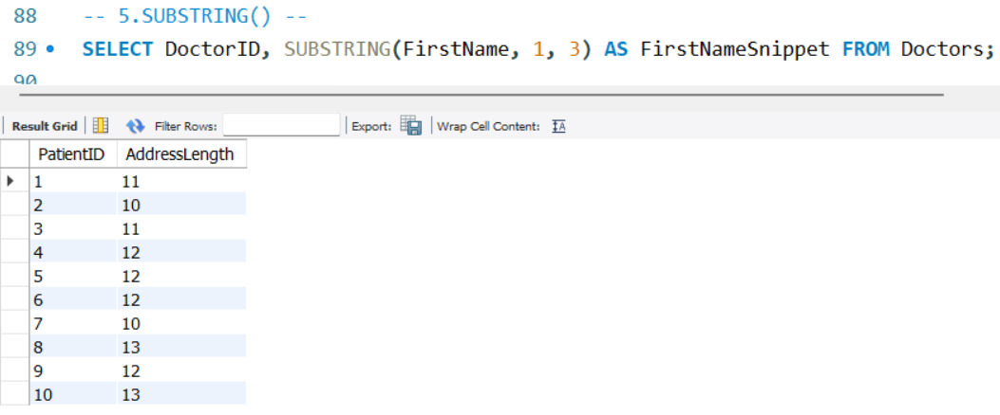 88 -- 5.SUBSTRING() --
89 SELECT DoctorID, SUBSTRING(FirstName, 1, 3) AS FirstNameSnippet FROM Doctors;
90
Result Grid Filter Rows: Export: Wrap Cell Content: IA
PatientID AddressLength
1 11
2 10
3 11
4 12
5 12
6 12
7 10
8 13
9 12
10 13